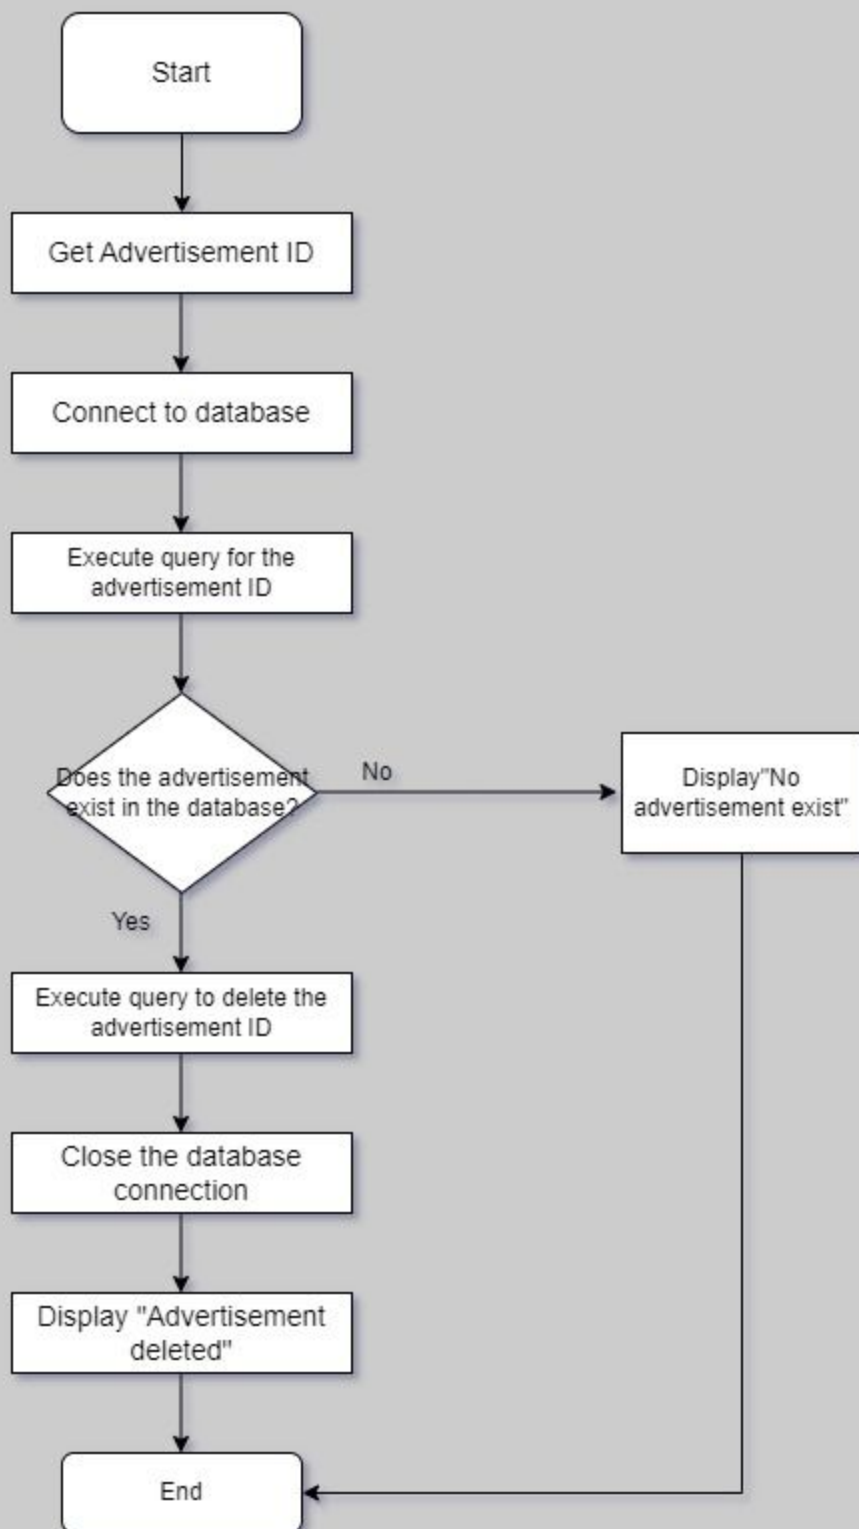 Start
Get Advertisement ID
Connect to database
Execute query for the
advertisement ID
Does the advertisement
exist in the database?
No
Display"No
advertisement exist"
Yes
Execute query to delete the
advertisement ID
Close the database
connection
Display "Advertisement
deleted"
End